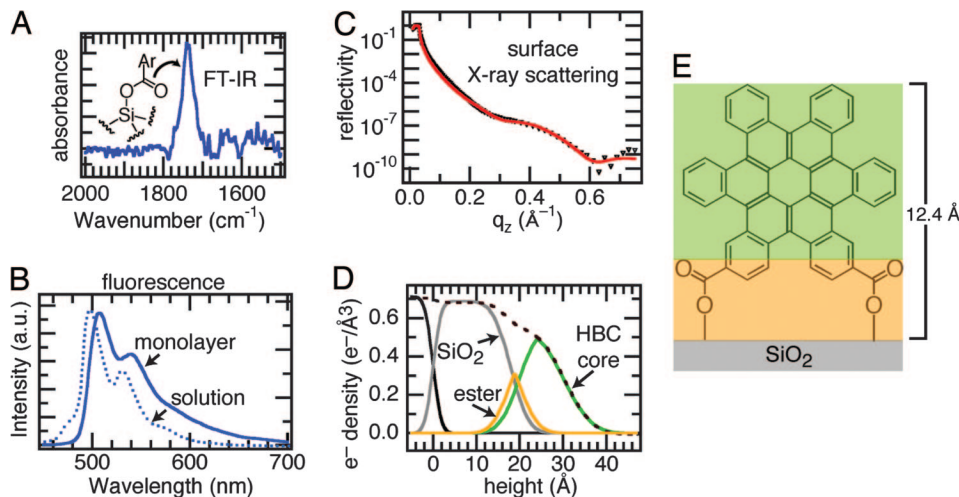 A
absorbance
Ar
O
O
Si
FT-IR
2000 1800 1600
Wavenumber (cm-1)
B
fluorescence
Intensity (a.u.)
monolayer
solution
500 600 700
Wavelength (nm)
C
reflectivity
10-1
10-4
10-7
10-10
surface
X-ray scattering
0.0 0.2 0.4 0.6
qz (Å-1)
D
e- density (e-/Å3)
0.6
0.4
0.2
0.0
SiO2
HBC
core
ester
0 10 20 30 40
height (Å)
E
12.4 Å
O
O
O
O
SiO2